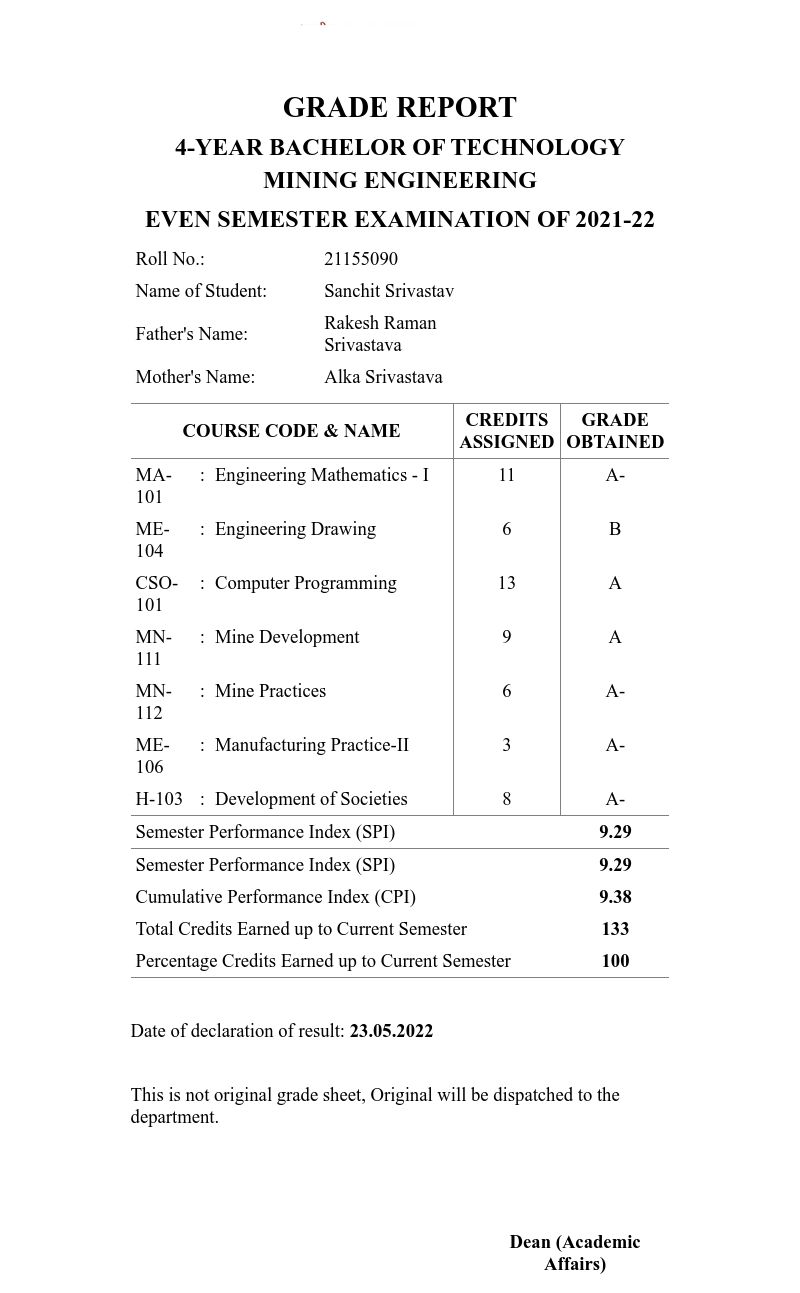 GRADE REPORT
4-YEAR BACHELOR OF TECHNOLOGY
MINING ENGINEERING
EVEN SEMESTER EXAMINATION OF 2021-22
Roll No.: 21155090
Name of Student: Sanchit Srivastav
Father's Name: Rakesh Raman
Srivastava
Mother's Name: Alka Srivastava
COURSE CODE & NAME CREDITS ASSIGNED GRADE OBTAINED
MA-101 : Engineering Mathematics - I 11 A-
ME-104 : Engineering Drawing 6 B
CSO-101 : Computer Programming 13 A
MN-111 : Mine Development 9 A
MN-112 : Mine Practices 6 A-
ME-106 : Manufacturing Practice-II 3 A-
H-103 : Development of Societies 8 A-
Semester Performance Index (SPI) 9.29
Semester Performance Index (SPI) 9.29
Cumulative Performance Index (CPI) 9.38
Total Credits Earned up to Current Semester 133
Percentage Credits Earned up to Current Semester 100
Date of declaration of result: 23.05.2022
This is not original grade sheet, Original will be dispatched to the
department.
Dean (Academic
Affairs)